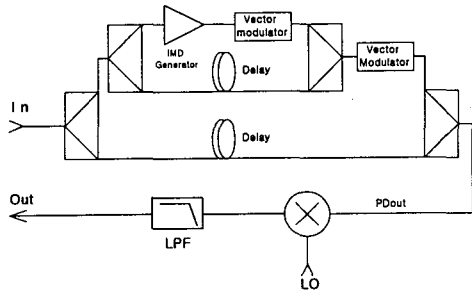 Vector
modulator
IMD
Generator
Delay
Vector
Modulator
In
Delay
Out
PDout
LPF
LO